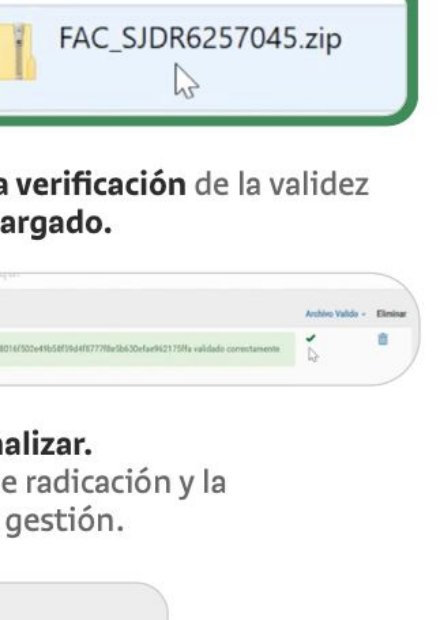 FAC_SJDR6257045.zip
a verificación de la validez
argado.
Archivo Valido Eliminar
validado correctamente
nalizar.
e radicación y la
gestión.